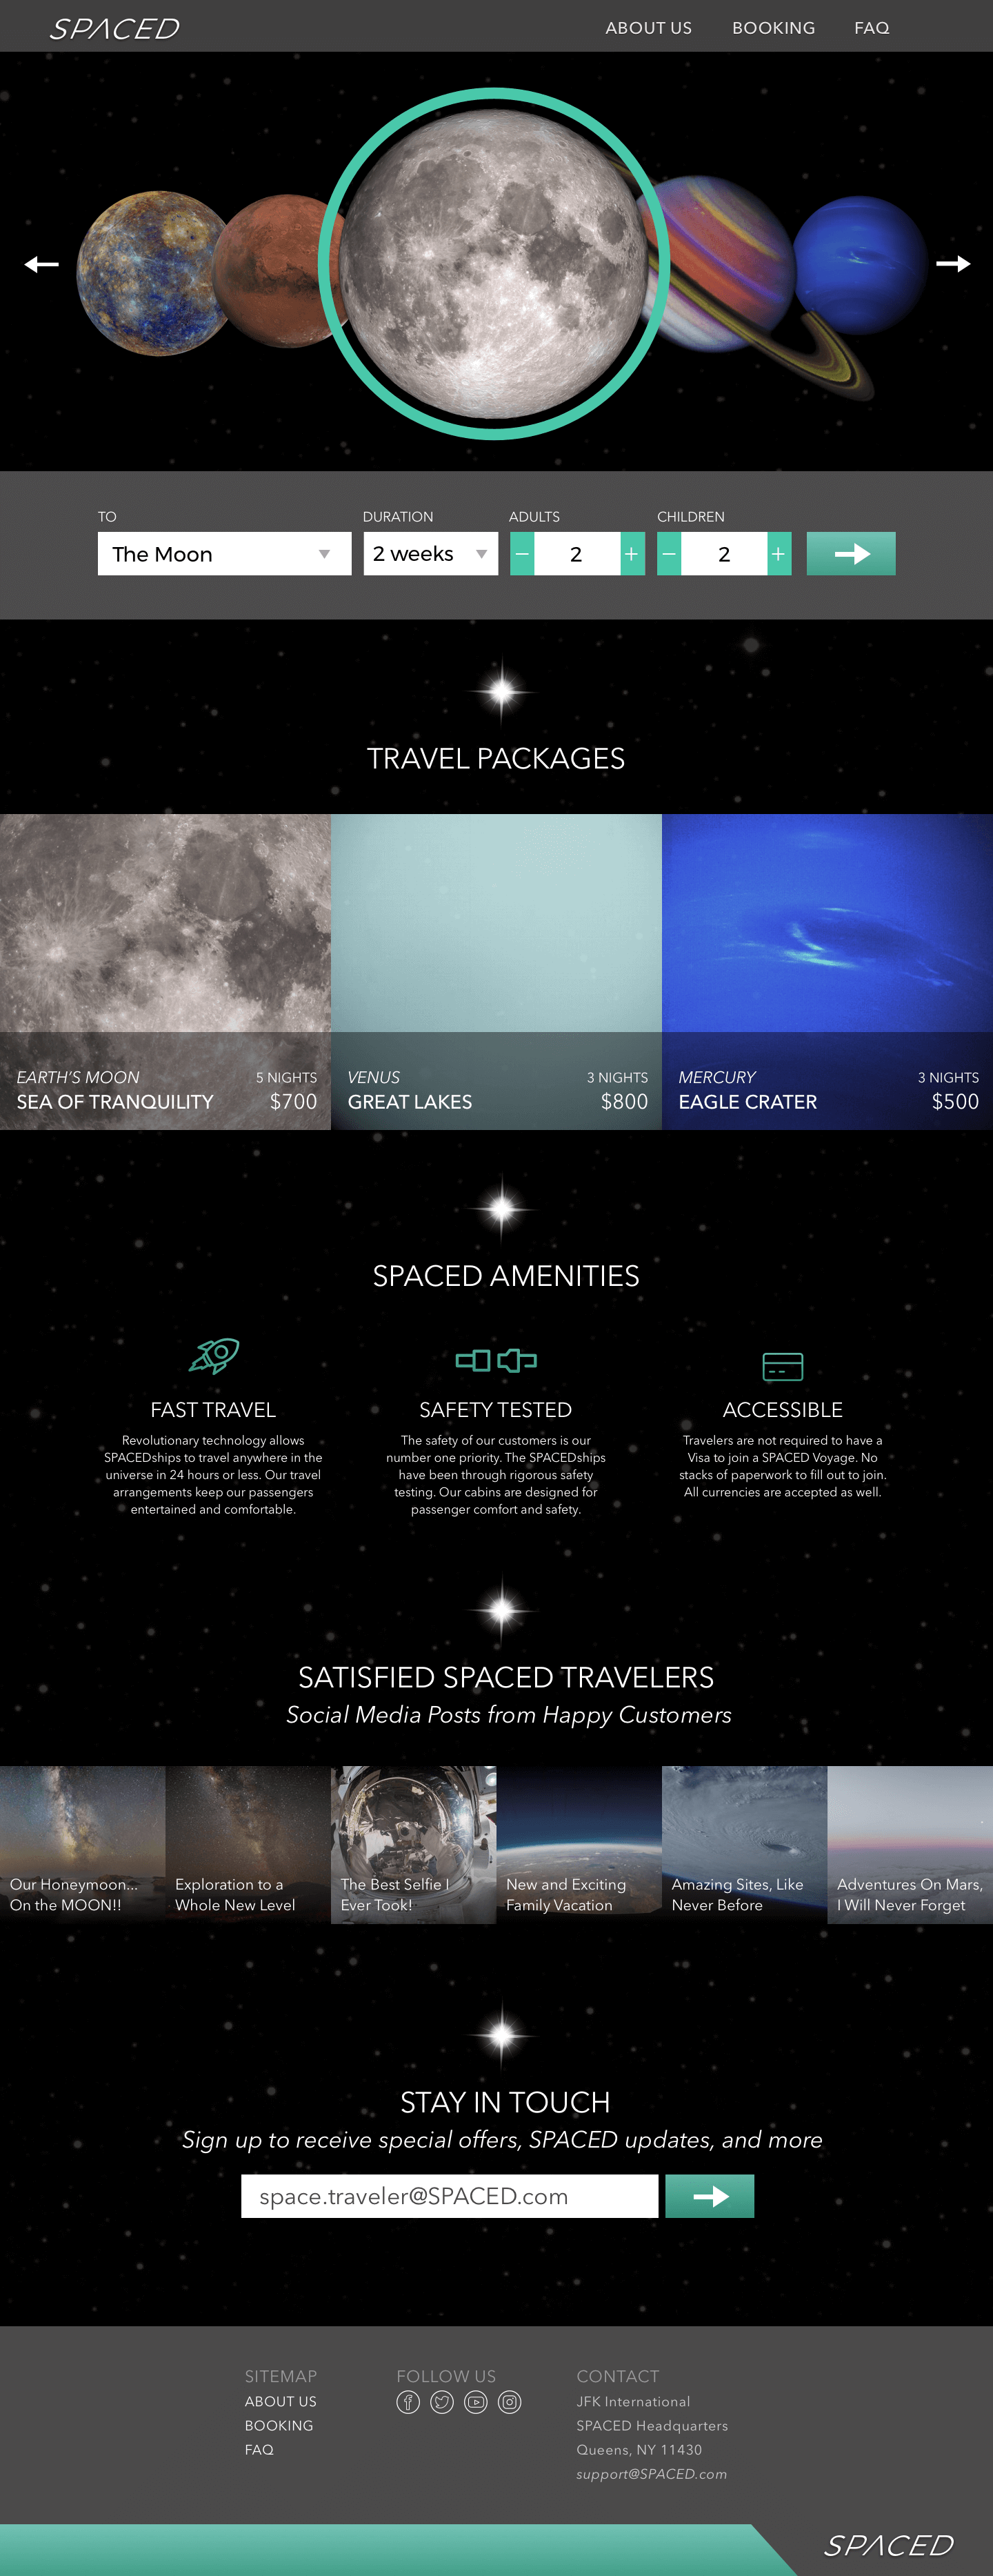 SPACED
ABOUT US BOOKING FAQ
TO DURATION ADULTS CHILDREN
The Moon 2 weeks − 2 + − 2 +
TRAVEL PACKAGES
EARTH'S MOON 5 NIGHTS
SEA OF TRANQUILITY $700
VENUS 3 NIGHTS
GREAT LAKES $800
MERCURY 3 NIGHTS
EAGLE CRATER $500
SPACED AMENITIES
FAST TRAVEL
Revolutionary technology allows
SPACEDships to travel anywhere in the
universe in 24 hours or less. Our travel
arrangements keep our passengers
entertained and comfortable.
SAFETY TESTED
The safety of our customers is our
number one priority. The SPACEDships
have been through rigorous safety
testing. Our cabins are designed for
passenger comfort and safety.
ACCESSIBLE
Travelers are not required to have a
Visa to join a SPACED Voyage. No
stacks of paperwork to fill out to join.
All currencies are accepted as well.
SATISFIED SPACED TRAVELERS
Social Media Posts from Happy Customers
Our Honeymoon...
On the MOON!!
Exploration to a
Whole New Level
The Best Selfie I
Ever Took!
New and Exciting
Family Vacation
Amazing Sites, Like
Never Before
Adventures On Mars,
I Will Never Forget
STAY IN TOUCH
Sign up to receive special offers, SPACED updates, and more
space.traveler@SPACED.com
SITEMAP
ABOUT US
BOOKING
FAQ
FOLLOW US
CONTACT
JFK International
SPACED Headquarters
Queens, NY 11430
support@SPACED.com
SPACED